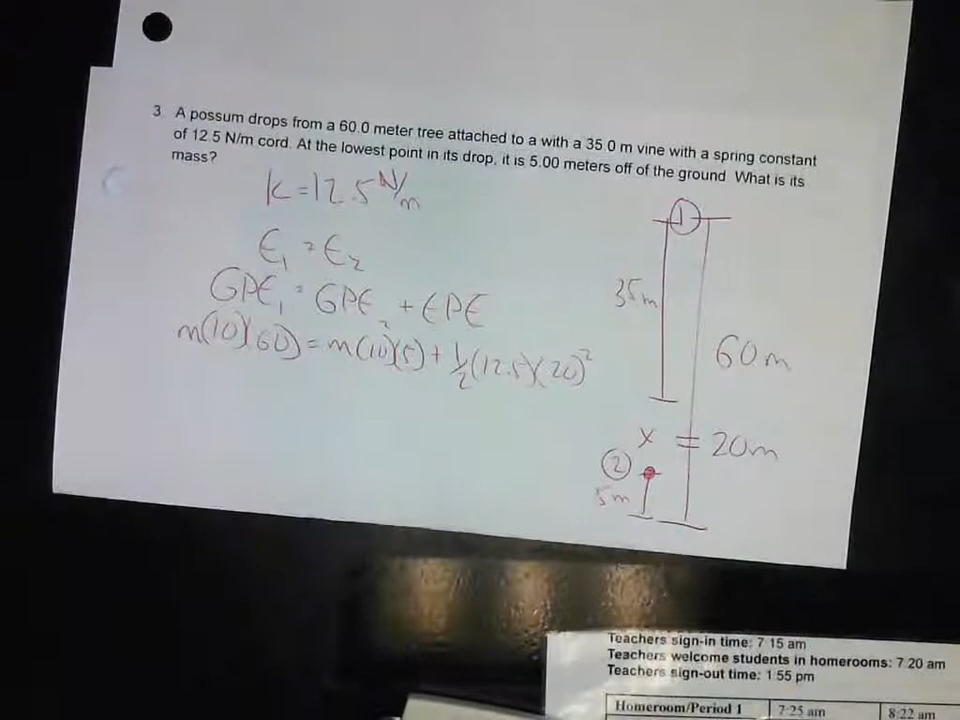 3 A possum drops from a 60.0 meter tree attached to a with a 35.0 m vine with a spring constant
of 12.5 N/m cord. At the lowest point in its drop, it is 5.00 meters off of the ground. What is its
mass?
K = 12.5 N/m
E₁ = E₂
GPE₁ = GPE₂ + EPE
m(10)(60) = m(10)(5) + ½(12.5)(20)²
1
35m
60m
x = 20m
2
5m
Teachers sign-in time: 7:15 am
Teachers welcome students in homerooms: 7:20 am
Teachers sign-out time: 1:55 pm
Homeroom/Period 1 7:25 am 8:22 am